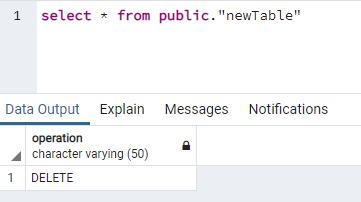 1 select * from public."newTable"
Data Output Explain Messages Notifications
operation
character varying (50)
1 DELETE